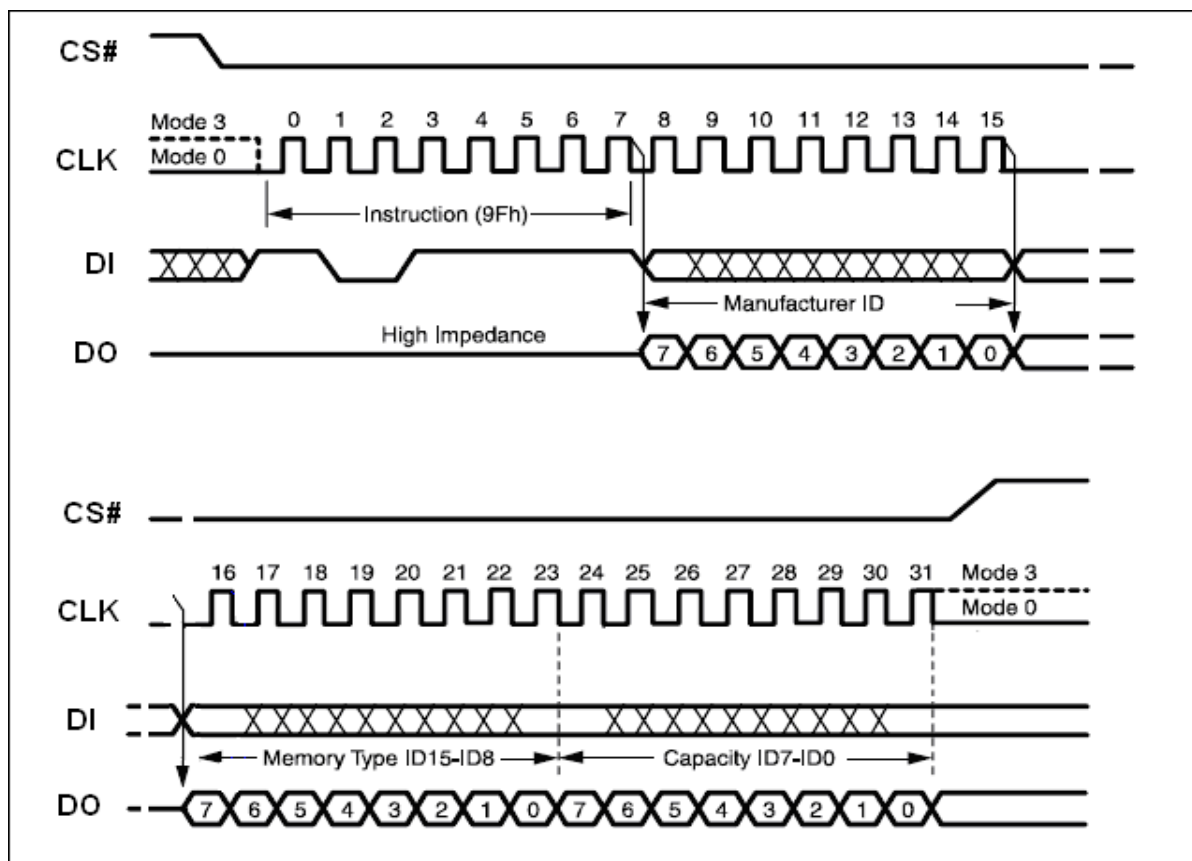 CS#
Mode 3
0 1 2 3 4 5 6 7 8 9 10 11 12 13 14 15
CLK
Mode 0
Instruction (9Fh)
DI
Manufacturer ID
High Impedance
DO
7 6 5 4 3 2 1 0
CS#
16 17 18 19 20 21 22 23 24 25 26 27 28 29 30 31
Mode 3
CLK
Mode 0
DI
Memory Type ID15-ID8
Capacity ID7-ID0
DO
7 6 5 4 3 2 1 0 7 6 5 4 3 2 1 0